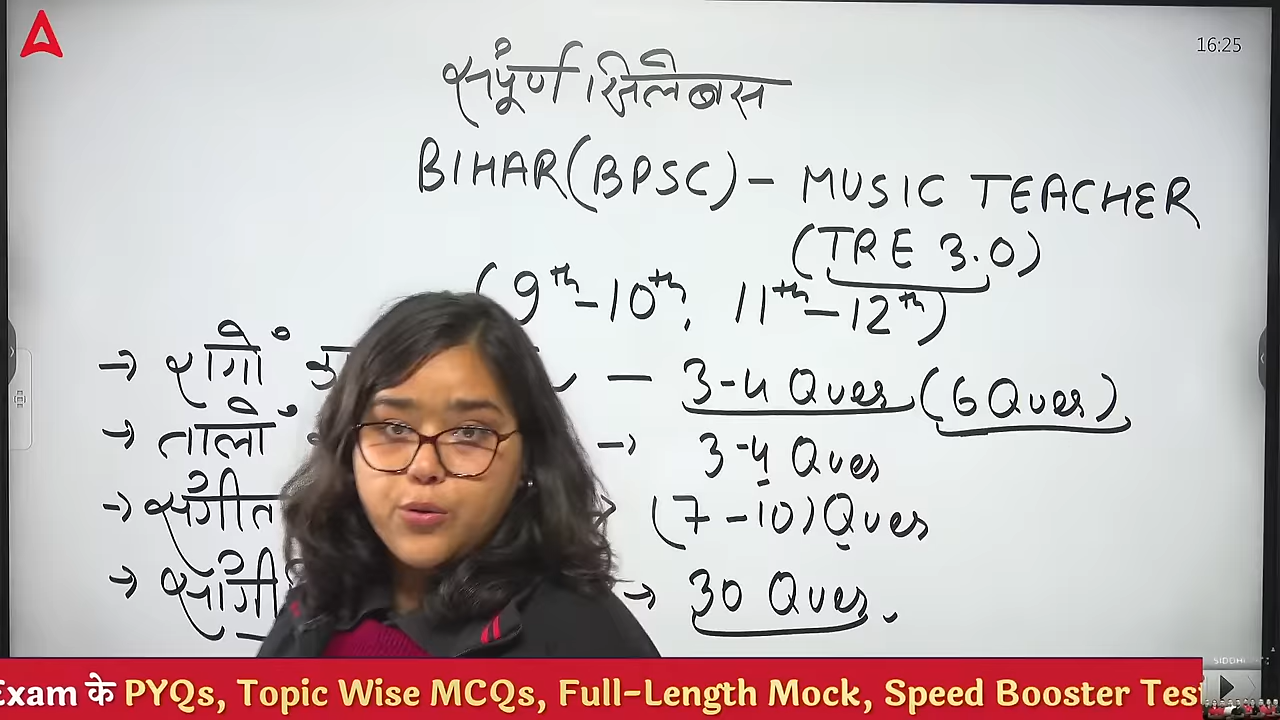 16:25
संपूर्ण सिलेबस
BIHAR (BPSC) - MUSIC TEACHER
(TRE 3.0)
(9th-10th, 11th-12th)
→ रागों - 3-4 Ques (6 Ques).
→ तालों → 3-4 Ques
→ संगीत (7-10) Ques
→ → 30 Ques.
Exam के PYQs, Topic Wise MCQs, Full-Length Mock, Speed Booster Test